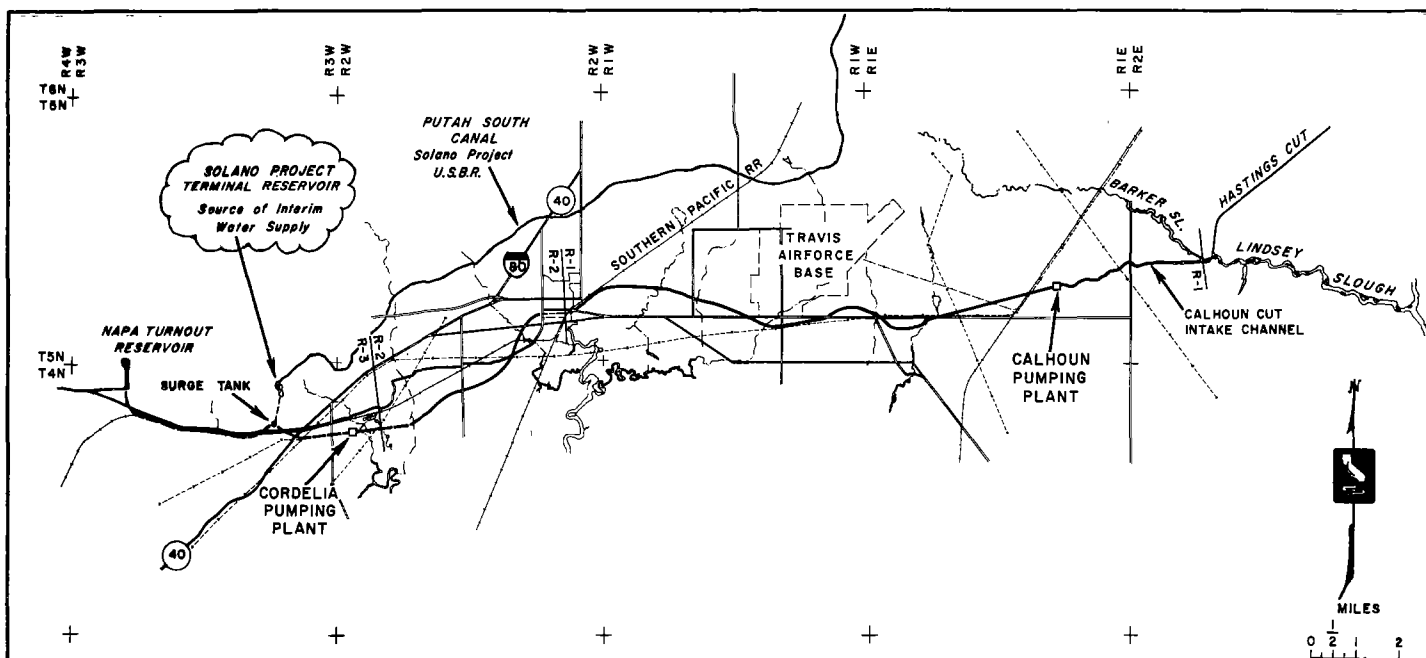 R4W
R3W
R3W
R2W
R2W
R1W
R1W
R1E
R1E
R2E
T6N
T5N
PUTAH SOUTH
CANAL
Solano Project
U.S.B.R.
SOLANO PROJECT
TERMINAL RESERVOIR
Source of Interim
Water Supply
40
80
SOUTHERN PACIFIC RR
R-2
R-1
TRAVIS
AIRFORCE
BASE
BARKER SL.
HASTINGS CUT
LINDSEY
SLOUGH
R-1
CALHOUN CUT
INTAKE CHANNEL
CALHOUN
PUMPING
PLANT
NAPA TURNOUT
RESERVOIR
T5N
T4N
SURGE TANK
R-3
R-2
CORDELIA
PUMPING
PLANT
40
N
MILES
0 1/2 1 2